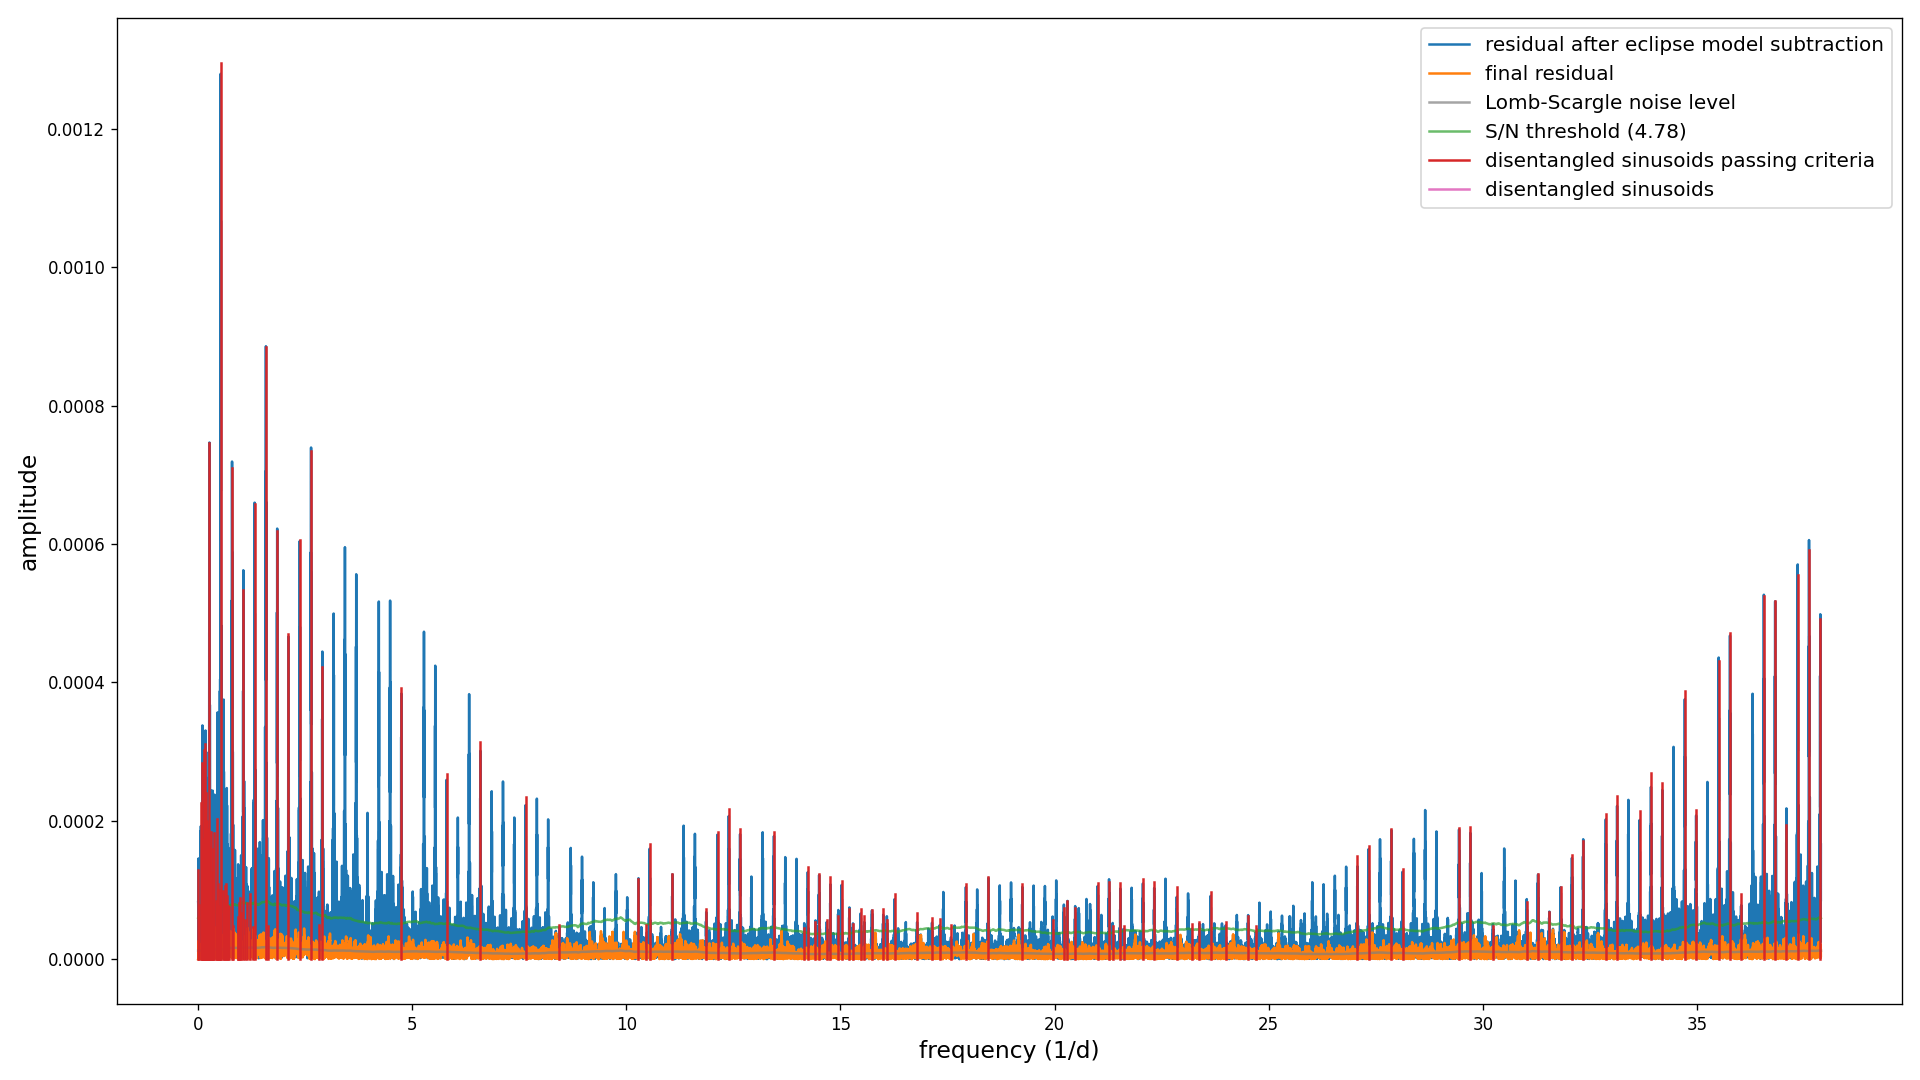 residual after eclipse model subtraction
final residual
Lomb-Scargle noise level
S/N threshold (4.78)
disentangled sinusoids passing criteria
disentangled sinusoids
amplitude
0.0012
0.0010
0.0008
0.0006
0.0004
0.0002
0.0000
0 5 10 15 20 25 30 35
frequency (1/d)